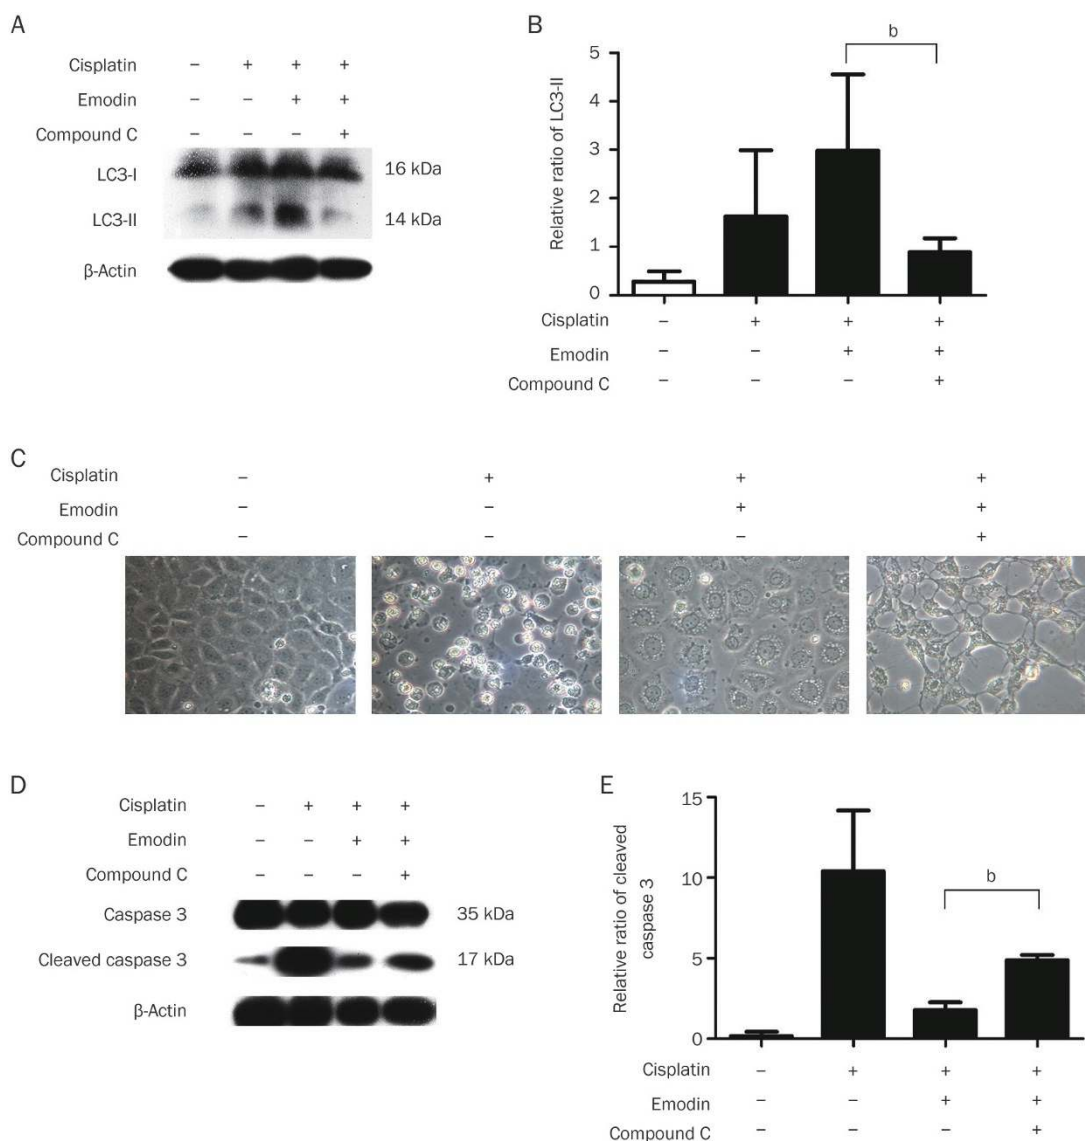 A
Cisplatin – + + +
Emodin – – + +
Compound C – – – +
LC3-I 16 kDa
LC3-II 14 kDa
β-Actin
B
b
Relative ratio of LC3-II
5
4
3
2
1
0
Cisplatin – + + +
Emodin – – + +
Compound C – – – +
C
Cisplatin – + + +
Emodin – – + +
Compound C – – – +
D
Cisplatin – + + +
Emodin – – + +
Compound C – – – +
Caspase 3 35 kDa
Cleaved caspase 3 17 kDa
β-Actin
E
b
Relative ratio of cleaved
caspase 3
15
10
5
0
Cisplatin – + + +
Emodin – – + +
Compound C – – – +